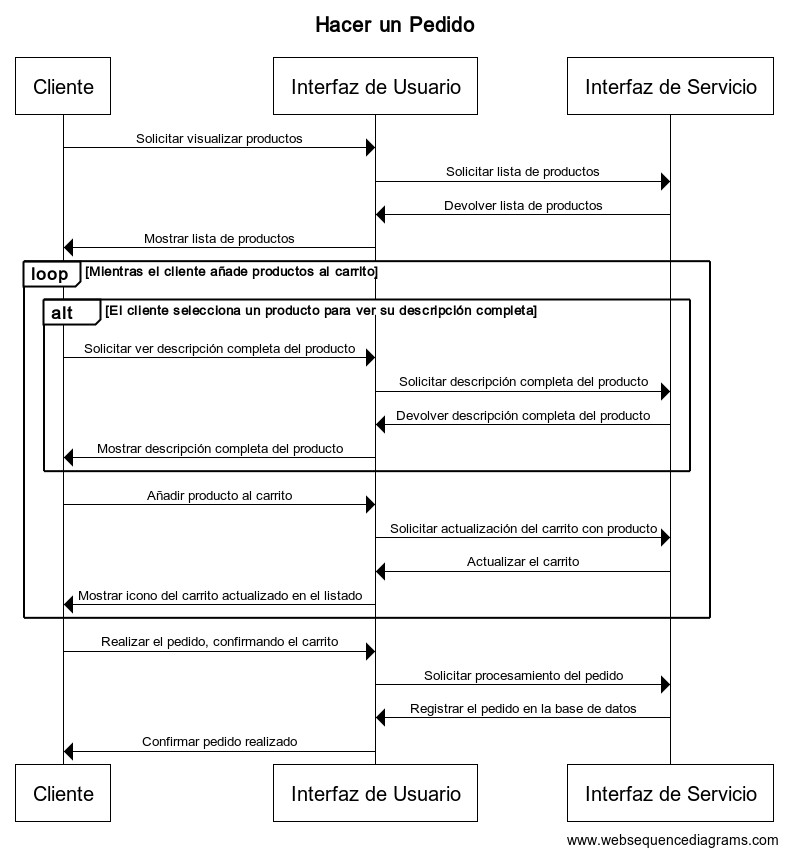 Hacer un Pedido
Cliente
Interfaz de Usuario
Interfaz de Servicio
Solicitar visualizar productos
Solicitar lista de productos
Devolver lista de productos
Mostrar lista de productos
loop
[Mientras el cliente añade productos al carrito]
alt
[El cliente selecciona un producto para ver su descripción completa]
Solicitar ver descripción completa del producto
Solicitar descripción completa del producto
Devolver descripción completa del producto
Mostrar descripción completa del producto
Añadir producto al carrito
Solicitar actualización del carrito con producto
Actualizar el carrito
Mostrar icono del carrito actualizado en el listado
Realizar el pedido, confirmando el carrito
Solicitar procesamiento del pedido
Registrar el pedido en la base de datos
Confirmar pedido realizado
Cliente
Interfaz de Usuario
Interfaz de Servicio
www.websequencediagrams.com